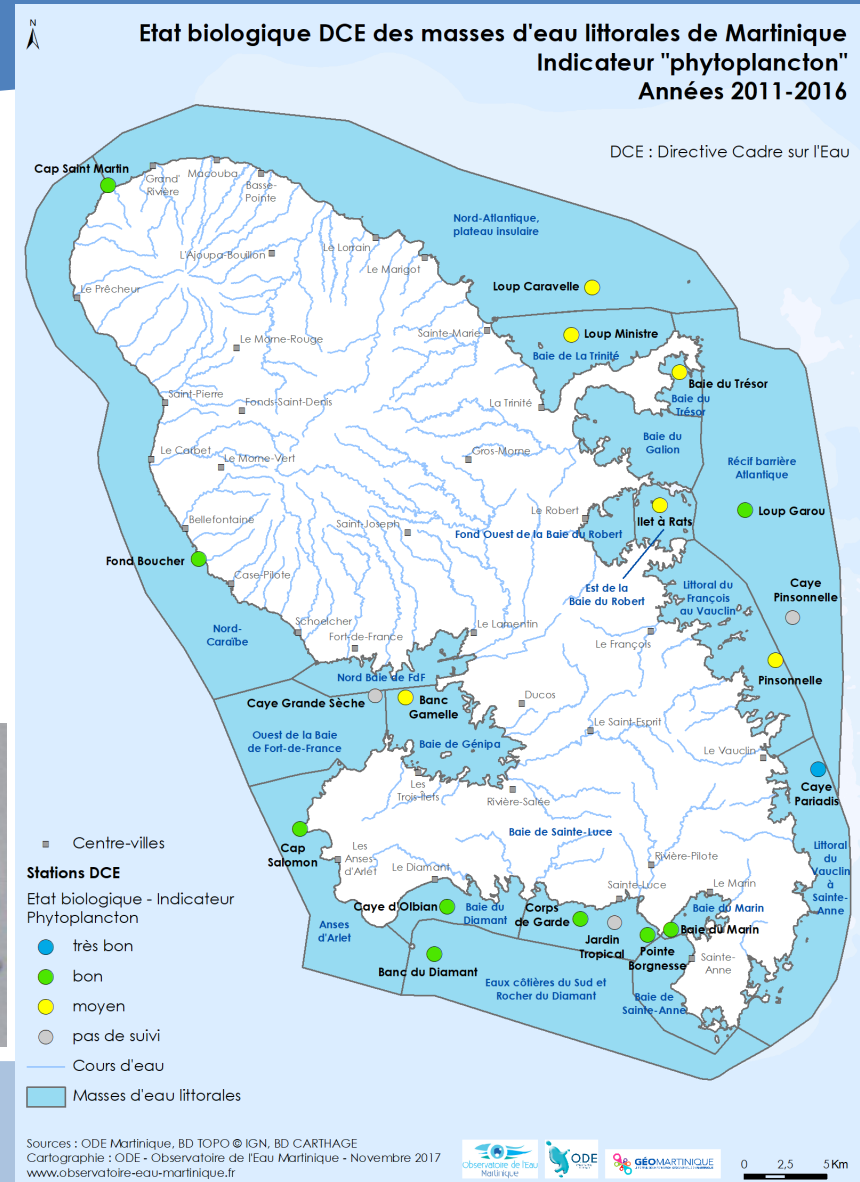 N
Etat biologique DCE des masses d'eau littorales de Martinique
Indicateur "phytoplancton"
Années 2011-2016
DCE : Directive Cadre sur l'Eau
Cap Saint Martin
Grand'
Rivière
Macouba
Basse-
Pointe
Nord-Atlantique,
plateau insulaire
L'Ajoupa-Bouillon
Le Lorrain
Le Marigot
Loup Caravelle
Le Prêcheur
Sainte-Marie
Loup Ministre
Le Morne-Rouge
Baie de La Trinité
Baie du Trésor
Baie du
Trésor
Saint-Pierre
Fonds-Saint-Denis
La Trinité
Baie du
Galion
Le Carbet
Le Morne-Vert
Gros-Morne
Récif barrière
Atlantique
Bellefontaine
Saint-Joseph
Le Robert
Loup Garou
Ilet à Rats
Fond Ouest de la Baie du Robert
Fond Boucher
Case-Pilote
Est de la
Baie du Robert
Littoral du
François
au Vauclin
Caye
Pinsonnelle
Nord-
Caraïbe
Schoelcher
Fort-de-France
Le Lamentin
Le François
Nord Baie de FdF
Pinsonnelle
Caye Grande Sèche
Banc
Gamelle
Ducos
Le Saint-Esprit
Ouest de la Baie
de Fort-de-France
Baie de Génipa
Le Vauclin
Les
Trois-Ilets
Rivière-Salée
Caye
Pariadis
Baie de Sainte-Luce
Cap
Salomon
Les
Anses-
d'Arlet
Le Diamant
Rivière-Pilote
Littoral
du
Vauclin
à
Sainte-
Anne
Sainte-Luce
Le Marin
Caye d'Olbian
Baie du
Diamant
Corps
de Garde
Baie du Marin
Anses
d'Arlet
Jardin
Tropical
Pointe
Borgnesse
Baie du Marin
Sainte-
Anne
Banc du Diamant
Eaux côtières du Sud et
Rocher du Diamant
Baie de
Sainte-Anne
Centre-villes
Stations DCE
Etat biologique - Indicateur
Phytoplancton
très bon
bon
moyen
pas de suivi
Cours d'eau
Masses d'eau littorales
Sources : ODE Martinique, BD TOPO © IGN, BD CARTHAGE
Cartographie : ODE - Observatoire de l'Eau Martinique - Novembre 2017
www.observatoire-eau-martinique.fr
Observatoire de l'Eau
Martinique
ODE
GÉOMARTINIQUE
0 2,5 5 Km